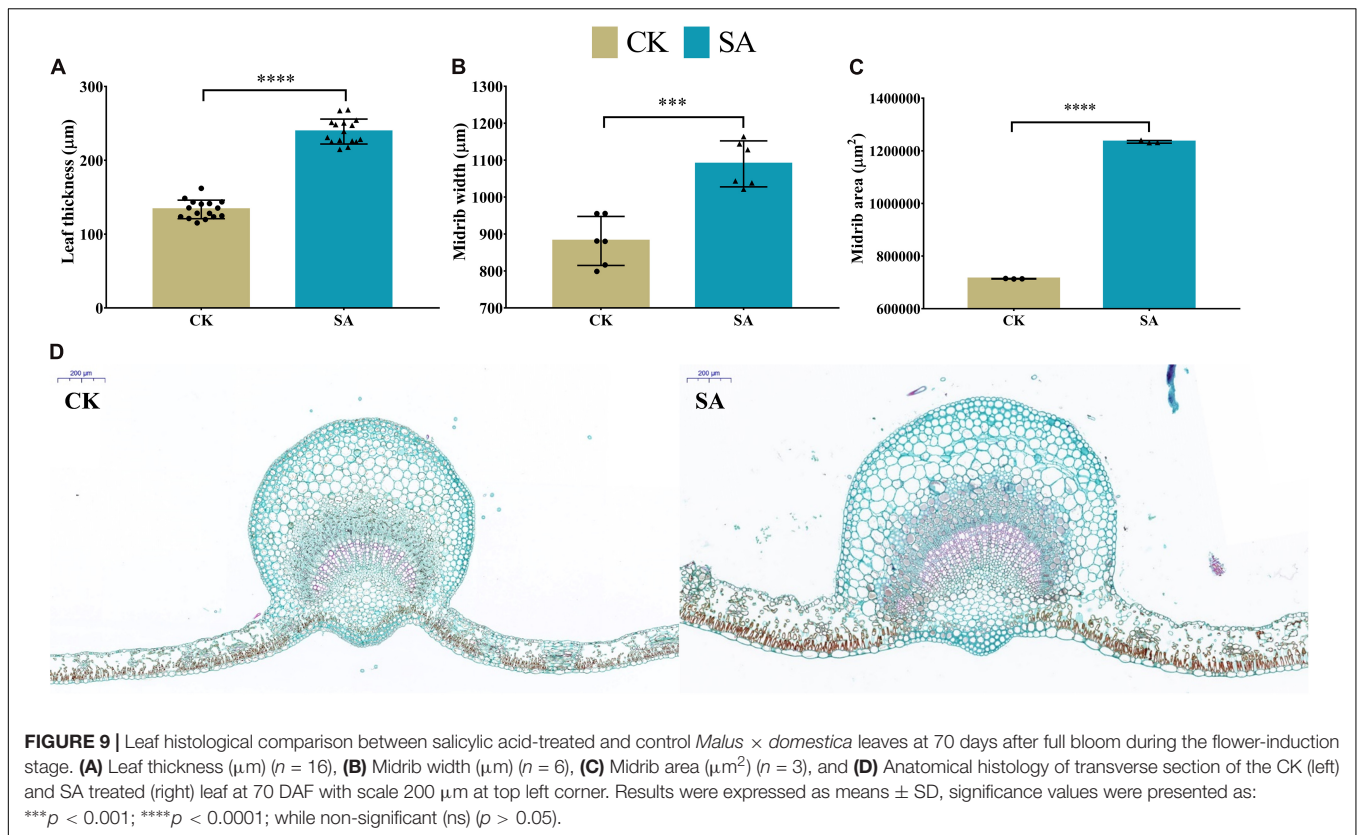 CK SA
A
Leaf thickness (μm)
300
200
100
0
****
CK SA
B
Midrib width (μm)
1300
1200
1100
1000
900
800
700
***
CK SA
C
Midrib area (μm²)
1400000
1200000
1000000
800000
600000
****
CK SA
D
200 μm
CK
200 μm
SA
FIGURE 9 | Leaf histological comparison between salicylic acid-treated and control Malus × domestica leaves at 70 days after full bloom during the flower-induction
stage. (A) Leaf thickness (μm) (n = 16), (B) Midrib width (μm) (n = 6), (C) Midrib area (μm²) (n = 3), and (D) Anatomical histology of transverse section of the CK (left)
and SA treated (right) leaf at 70 DAF with scale 200 μm at top left corner. Results were expressed as means ± SD, significance values were presented as:
***p < 0.001; ****p < 0.0001; while non-significant (ns) (p > 0.05).